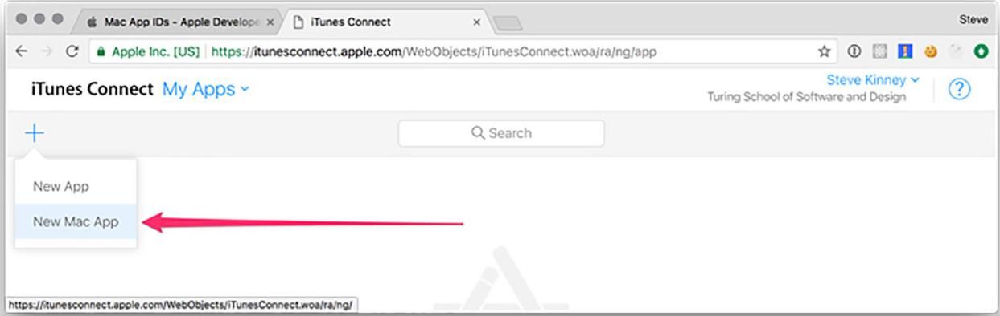 Mac App IDs - Apple Develope
iTunes Connect
Steve
Apple Inc. [US]
https://itunesconnect.apple.com/WebObjects/iTunesConnect.woa/ra/ng/app
iTunes Connect My Apps
Steve Kinney
Turing School of Software and Design
?
Search
New App
New Mac App
https://itunesconnect.apple.com/WebObjects/iTunesConnect.woa/ra/ng/